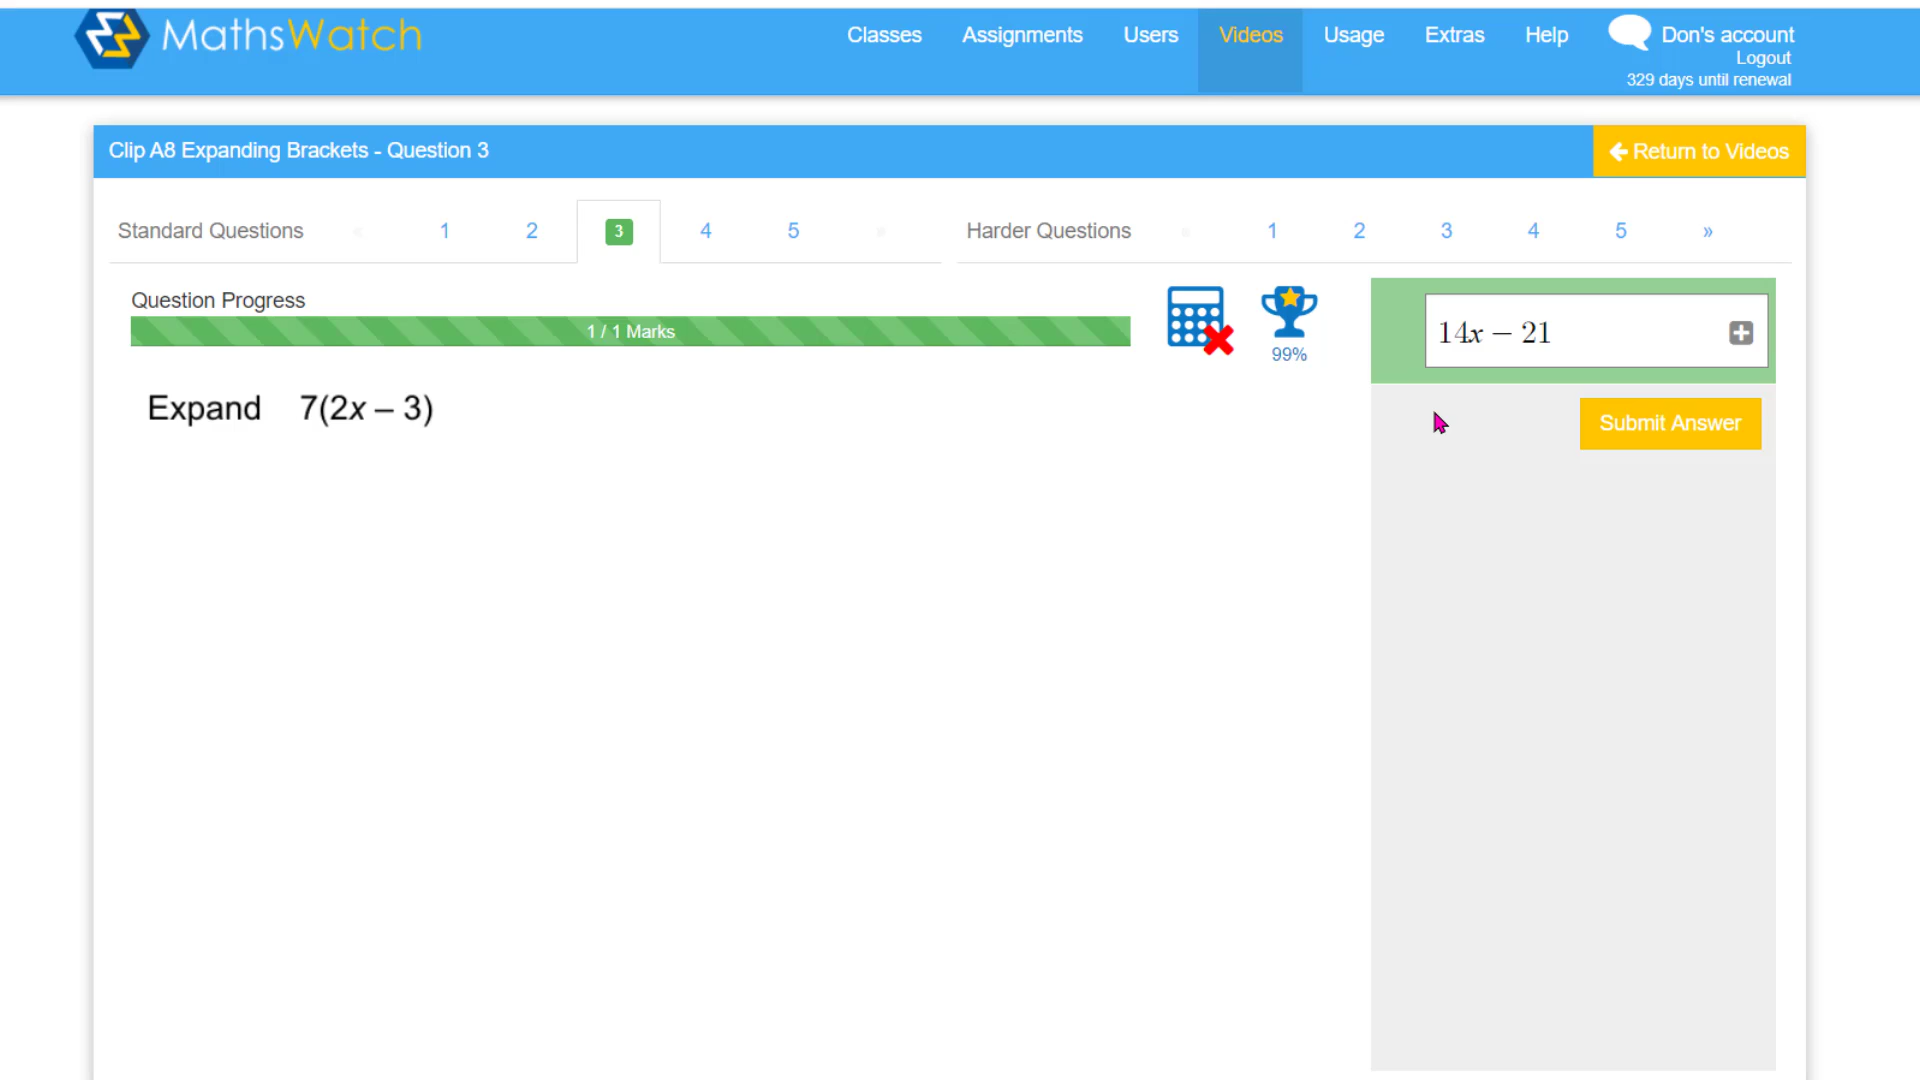 MathsWatch
Classes Assignments Users Videos Usage Extras Help Don's account
Logout
329 days until renewal
Clip A8 Expanding Brackets - Question 3
Return to Videos
Standard Questions « 1 2 3 4 5 »
Harder Questions « 1 2 3 4 5 »
Question Progress
1 / 1 Marks
99%
14x − 21
Expand 7(2x – 3)
Submit Answer